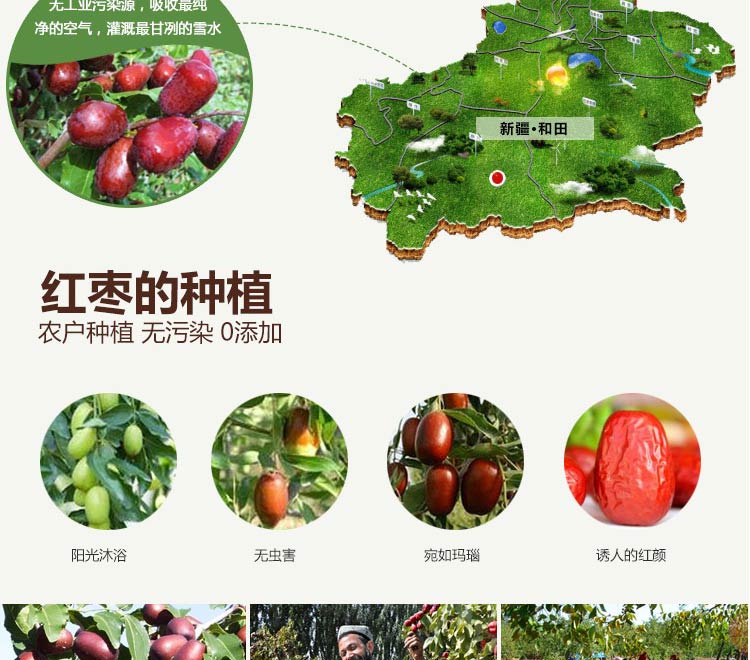 无工业污染源，吸收最纯
净的空气，灌溉最甘冽的雪水
新疆·和田
红枣的种植
农户种植 无污染 0添加
阳光沐浴
无虫害
宛如玛瑙
诱人的红颜